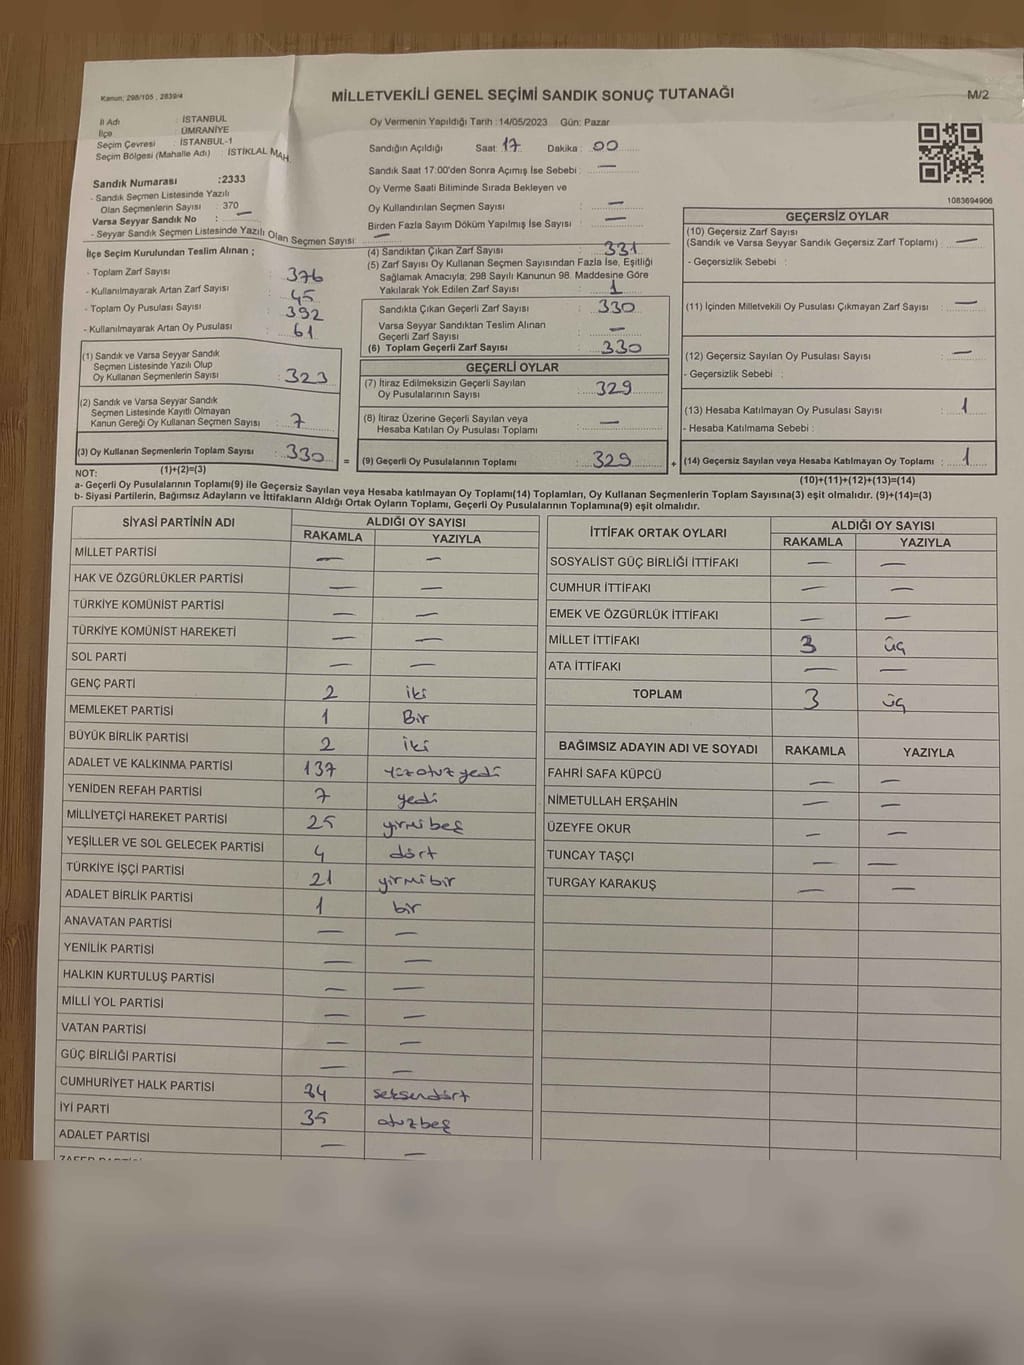 Kanun; 298/105 , 2839/4
MİLLETVEKİLİ GENEL SEÇİMİ SANDIK SONUÇ TUTANAĞI
M/2
İl Adı : İSTANBUL
İlçe : ÜMRANİYE
Seçim Çevresi : İSTANBUL-1
Seçim Bölgesi (Mahalle Adı) : İSTİKLAL MAH.
Sandık Numarası :2333
- Sandık Seçmen Listesinde Yazılı
Olan Seçmenlerin Sayısı : 370
Varsa Seyyar Sandık No : —
- Seyyar Sandık Seçmen Listesinde Yazılı Olan Seçmen Sayısı: —
Oy Vermenin Yapıldığı Tarih :14/05/2023 Gün: Pazar
Sandığın Açıldığı Saat: 17 Dakika : 00
Sandık Saat 17:00'den Sonra Açımış İse Sebebi : —
Oy Verme Saati Bitiminde Sırada Bekleyen ve
Oy Kullandırılan Seçmen Sayısı : —
Birden Fazla Sayım Döküm Yapılmış İse Sayısı : —
1083694906
İlçe Seçim Kurulundan Teslim Alınan ;
- Toplam Zarf Sayısı : 376
- Kullanılmayarak Artan Zarf Sayısı : 45
- Toplam Oy Pusulası Sayısı : 392
- Kullanılmayarak Artan Oy Pusulası : 61
(1) Sandık ve Varsa Seyyar Sandık
Seçmen Listesinde Yazılı Olup
Oy Kullanan Seçmenlerin Sayısı : 323
(2) Sandık ve Varsa Seyyar Sandık
Seçmen Listesinde Kayıtlı Olmayan
Kanun Gereği Oy Kullanan Seçmen Sayısı : 7
(3) Oy Kullanan Seçmenlerin Toplam Sayısı : 330
(1)+(2)=(3)
(4) Sandıktan Çıkan Zarf Sayısı : 331
(5) Zarf Sayısı Oy Kullanan Seçmen Sayısından Fazla İse, Eşitliği
Sağlamak Amacıyla; 298 Sayılı Kanunun 98. Maddesine Göre
Yakılarak Yok Edilen Zarf Sayısı : 1
Sandıkta Çıkan Geçerli Zarf Sayısı : 330
Varsa Seyyar Sandıktan Teslim Alınan
Geçerli Zarf Sayısı : —
(6) Toplam Geçerli Zarf Sayısı : 330
GEÇERLİ OYLAR
(7) İtiraz Edilmeksizin Geçerli Sayılan
Oy Pusulalarının Sayısı : 329
(8) İtiraz Üzerine Geçerli Sayılan veya
Hesaba Katılan Oy Pusulası Toplamı : —
= (9) Geçerli Oy Pusulalarının Toplamı : 329
GEÇERSİZ OYLAR
(10) Geçersiz Zarf Sayısı
(Sandık ve Varsa Seyyar Sandık Geçersiz Zarf Toplamı) : —
- Geçersizlik Sebebi :
(11) İçinden Milletvekili Oy Pusulası Çıkmayan Zarf Sayısı : —
(12) Geçersiz Sayılan Oy Pusulası Sayısı : —
- Geçersizlik Sebebi :
(13) Hesaba Katılmayan Oy Pusulası Sayısı : 1
- Hesaba Katılmama Sebebi :
+ (14) Geçersiz Sayılan veya Hesaba Katılmayan Oy Toplamı : 1
(10)+(11)+(12)+(13)=(14)
NOT:
a- Geçerli Oy Pusulalarının Toplamı(9) ile Geçersiz Sayılan veya Hesaba katılmayan Oy Toplamı(14) Toplamları, Oy Kullanan Seçmenlerin Toplam Sayısına(3) eşit olmalıdır. (9)+(14)=(3)
b- Siyasi Partilerin, Bağımsız Adayların ve İttifakların Aldığı Ortak Oyların Toplamı, Geçerli Oy Pusulalarının Toplamına(9) eşit olmalıdır.
SİYASİ PARTİNİN ADI ALDIĞI OY SAYISI
RAKAMLA YAZIYLA
MİLLET PARTİSİ — —
HAK VE ÖZGÜRLÜKLER PARTİSİ — —
TÜRKİYE KOMÜNİST PARTİSİ — —
TÜRKİYE KOMÜNİST HAREKETİ — —
SOL PARTİ — —
GENÇ PARTİ 2 iki
MEMLEKET PARTİSİ 1 Bir
BÜYÜK BİRLİK PARTİSİ 2 iki
ADALET VE KALKINMA PARTİSİ 137 yüzotuzyedi
YENİDEN REFAH PARTİSİ 7 yedi
MİLLİYETÇİ HAREKET PARTİSİ 25 yirmibeş
YEŞİLLER VE SOL GELECEK PARTİSİ 4 dört
TÜRKİYE İŞÇİ PARTİSİ 21 yirmibir
ADALET BİRLİK PARTİSİ 1 bir
ANAVATAN PARTİSİ — —
YENİLİK PARTİSİ — —
HALKIN KURTULUŞ PARTİSİ — —
MİLLİ YOL PARTİSİ — —
VATAN PARTİSİ — —
GÜÇ BİRLİĞİ PARTİSİ — —
CUMHURİYET HALK PARTİSİ 84 seksendört
İYİ PARTİ 35 otuzbeş
ADALET PARTİSİ — —
İTTİFAK ORTAK OYLARI ALDIĞI OY SAYISI
RAKAMLA YAZIYLA
SOSYALİST GÜÇ BİRLİĞİ İTTİFAKI — —
CUMHUR İTTİFAKI — —
EMEK VE ÖZGÜRLÜK İTTİFAKI — —
MİLLET İTTİFAKI 3 üç
ATA İTTİFAKI — —
TOPLAM 3 üç
BAĞIMSIZ ADAYIN ADI VE SOYADI RAKAMLA YAZIYLA
FAHRİ SAFA KÜPCÜ — —
NİMETULLAH ERŞAHİN — —
ÜZEYFE OKUR — —
TUNCAY TAŞÇI — —
TURGAY KARAKUŞ — —